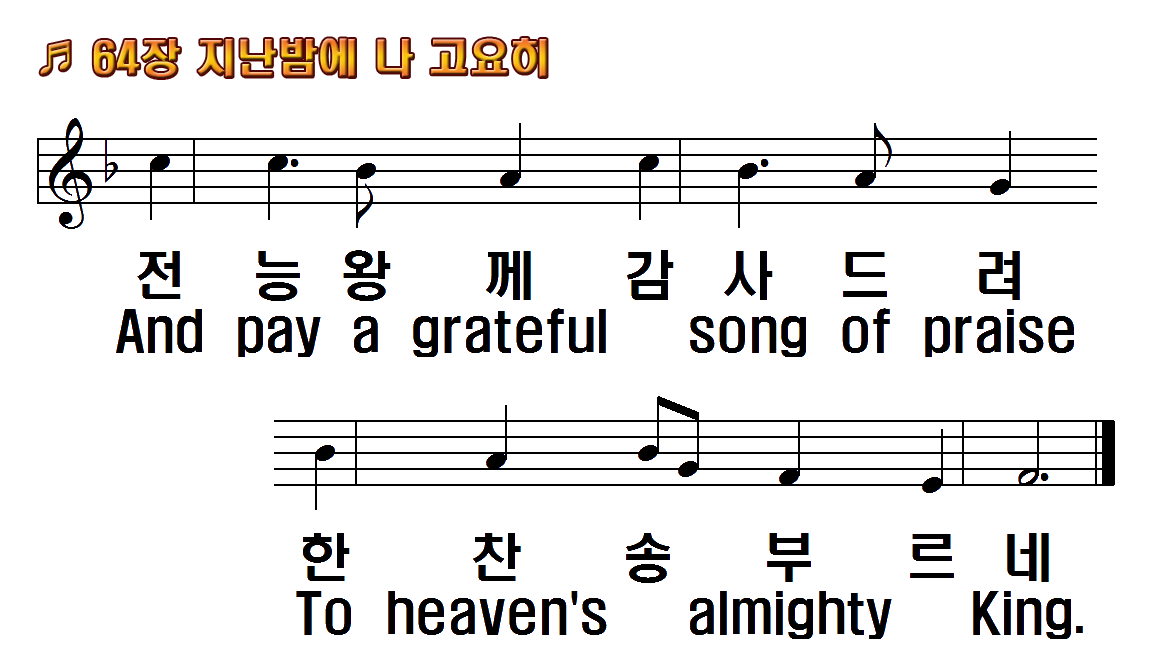 ♬ 64장 지난밤에 나 고요히
전 능 왕 께 감 사 드 려
And pay a grateful song of praise
한 찬 송 부 르 네
To heaven's almighty King.